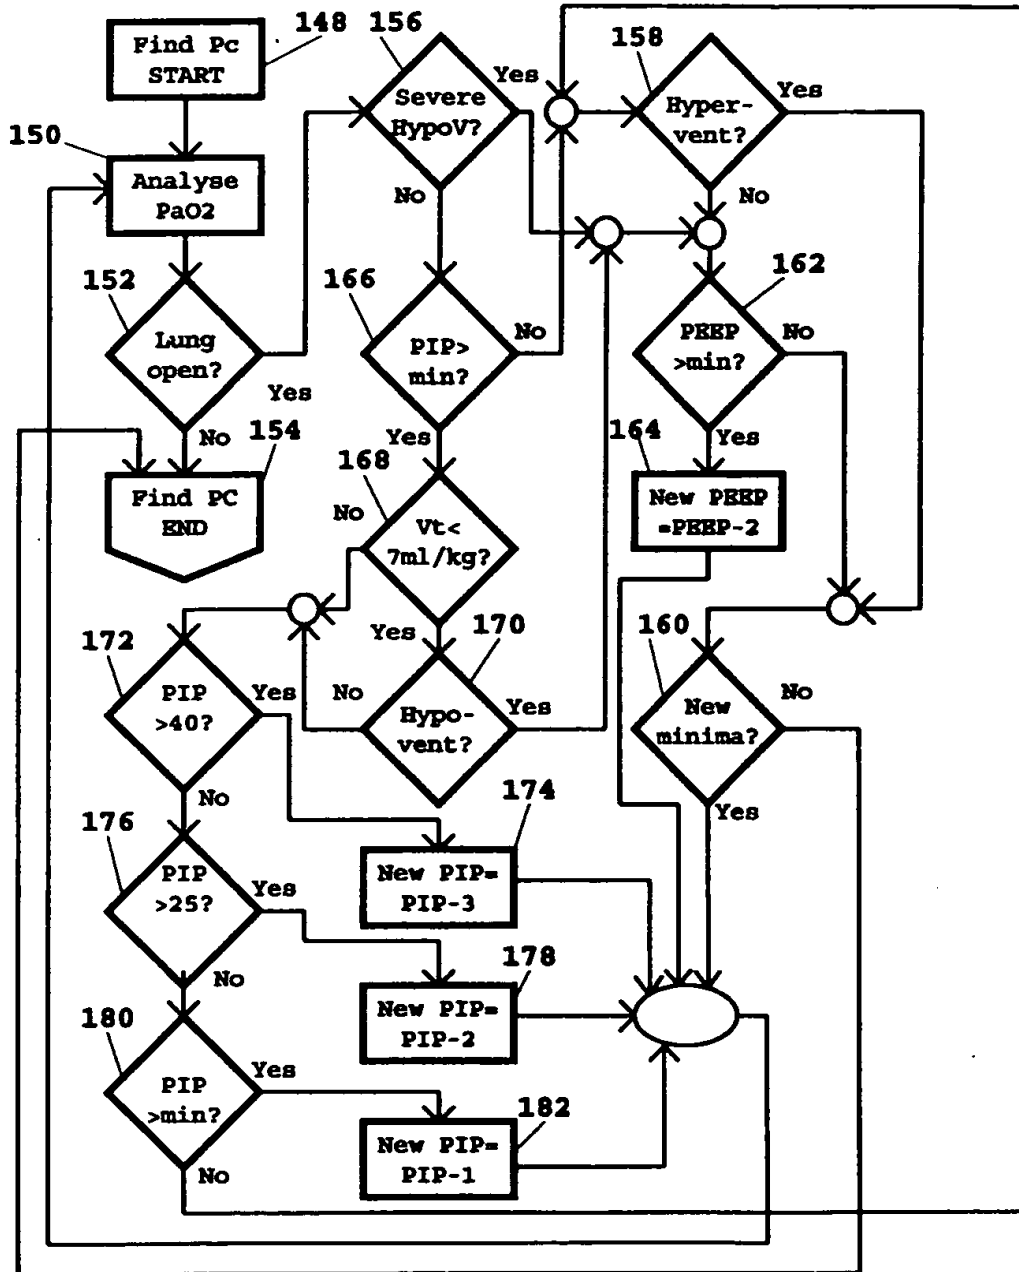 148
Find Pc
START
150
Analyse
PaO2
152
Lung
open?
Yes
No
154
Find PC
END
156
Severe
HypoV?
Yes
No
158
Hyper-
vent?
Yes
No
162
PEEP
>min?
No
Yes
164
New PEEP
=PEEP-2
166
PIP>
min?
No
Yes
168
Vt<
7ml/kg?
No
Yes
170
Hypo-
vent?
No
Yes
160
New
minima?
No
Yes
172
PIP
>40?
Yes
No
174
New PIP=
PIP-3
176
PIP
>25?
Yes
No
178
New PIP=
PIP-2
180
PIP
>min?
Yes
No
182
New PIP=
PIP-1